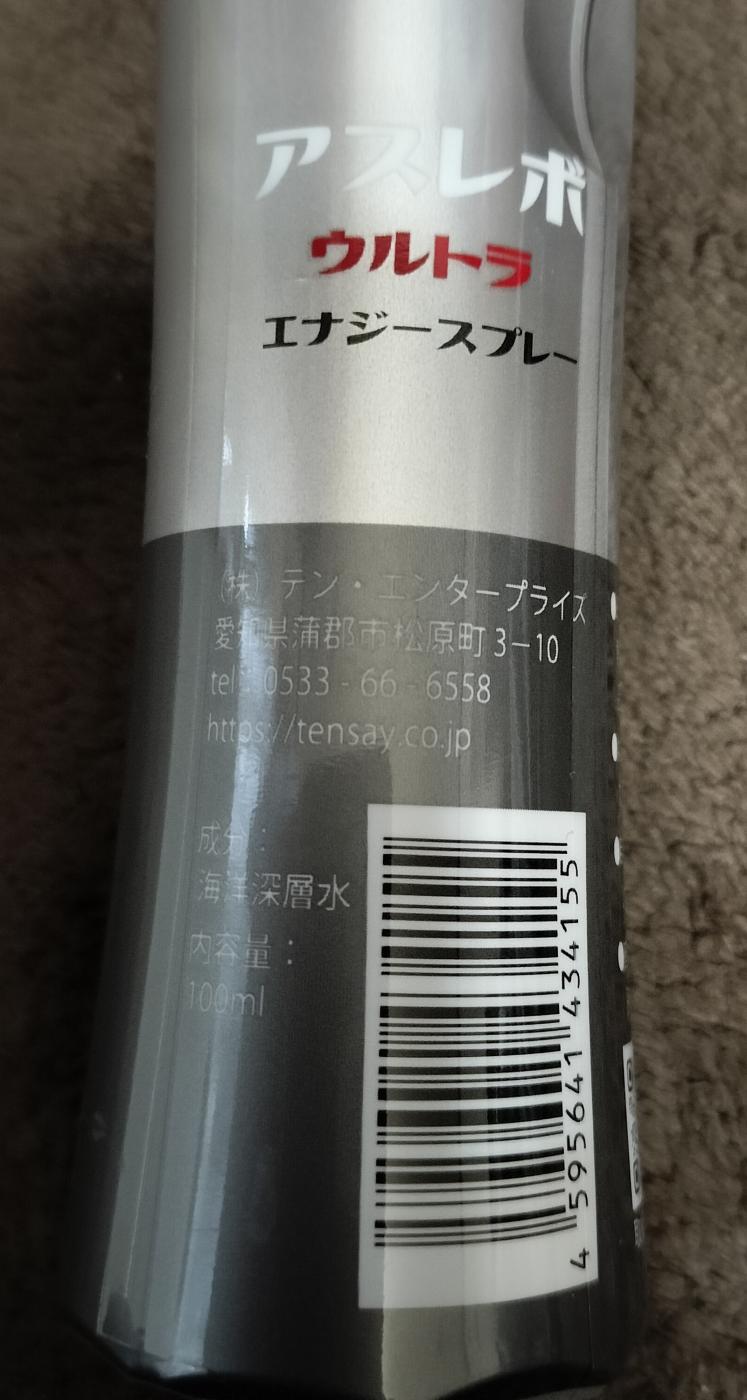 アスレボ
ウルトラ
エナジースプレー
㈱ テン・エンタープライズ
愛知県蒲郡市松原町3-10
tel : 0533 - 66 - 6558
https://tensay.co.jp
成分：
海洋深層水
内容量：
100ml
4 595641 434155